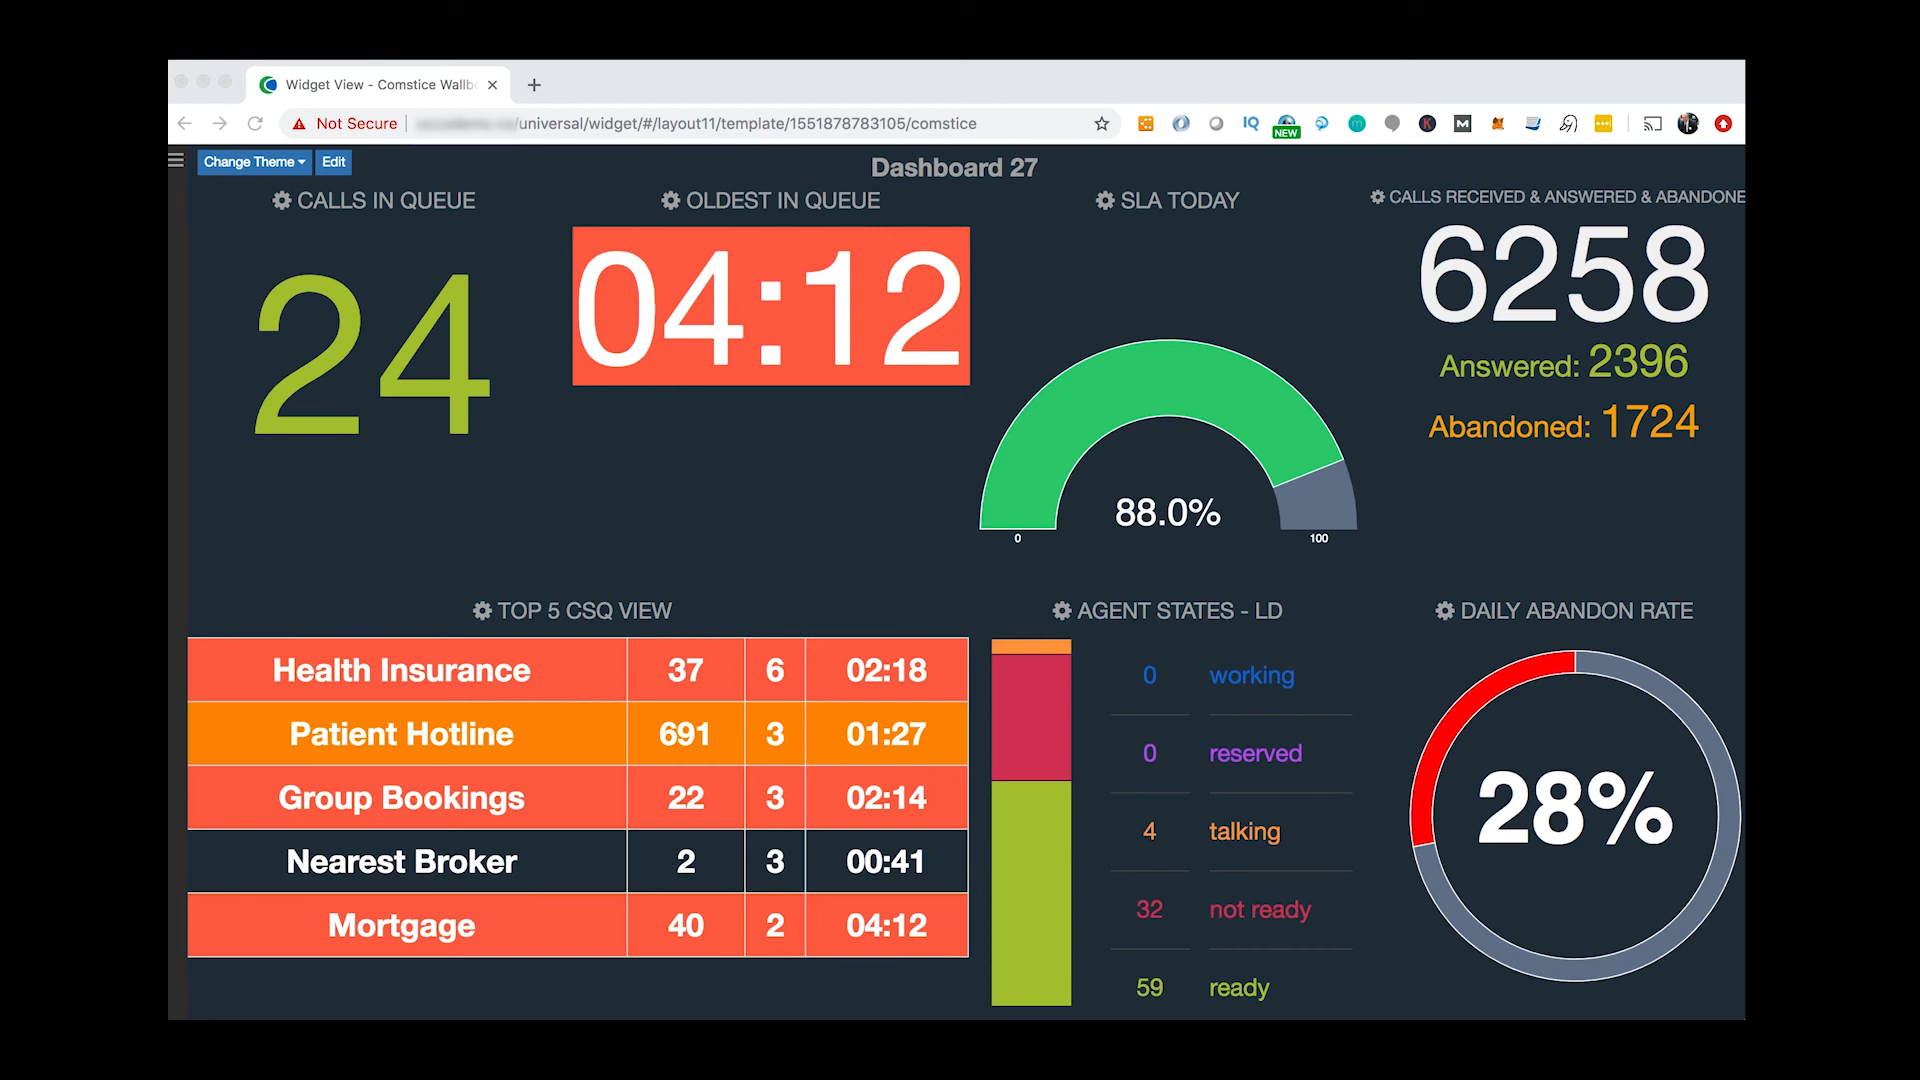 Widget View - Comstice Wallb
Not Secure
/universal/widget/#/layout11/template/1551878783105/comstice
IQ
NEW
Change Theme
Edit
Dashboard 27
CALLS IN QUEUE
24
OLDEST IN QUEUE
04:12
SLA TODAY
88.0%
0
100
CALLS RECEIVED & ANSWERED & ABANDONE
6258
Answered: 2396
Abandoned: 1724
TOP 5 CSQ VIEW
Health Insurance 37 6 02:18
Patient Hotline 691 3 01:27
Group Bookings 22 3 02:14
Nearest Broker 2 3 00:41
Mortgage 40 2 04:12
AGENT STATES - LD
0 working
0 reserved
4 talking
32 not ready
59 ready
DAILY ABANDON RATE
28%